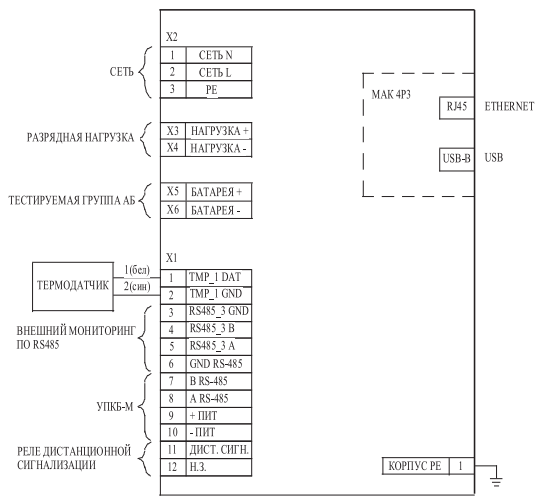 X2
СЕТЬ
1 СЕТЬ N
2 СЕТЬ L
3 PE
РАЗРЯДНАЯ НАГРУЗКА
X3 НАГРУЗКА +
X4 НАГРУЗКА -
ТЕСТИРУЕМАЯ ГРУППА АБ
X5 БАТАРЕЯ +
X6 БАТАРЕЯ -
МАК 4Р3
RJ45 ETHERNET
USB-B USB
X1
ТЕРМОДАТЧИК
1(бел)
2(син)
1 TMP_1 DAT
2 TMP_1 GND
ВНЕШНИЙ МОНИТОРИНГ
ПО RS485
3 RS485_3 GND
4 RS485_3 B
5 RS485_3 A
6 GND RS-485
УПКБ-М
7 B RS-485
8 A RS-485
9 + ПИТ
10 - ПИТ
РЕЛЕ ДИСТАНЦИОННОЙ
СИГНАЛИЗАЦИИ
11 ДИСТ. СИГН.
12 Н.З.
КОРПУС PE 1